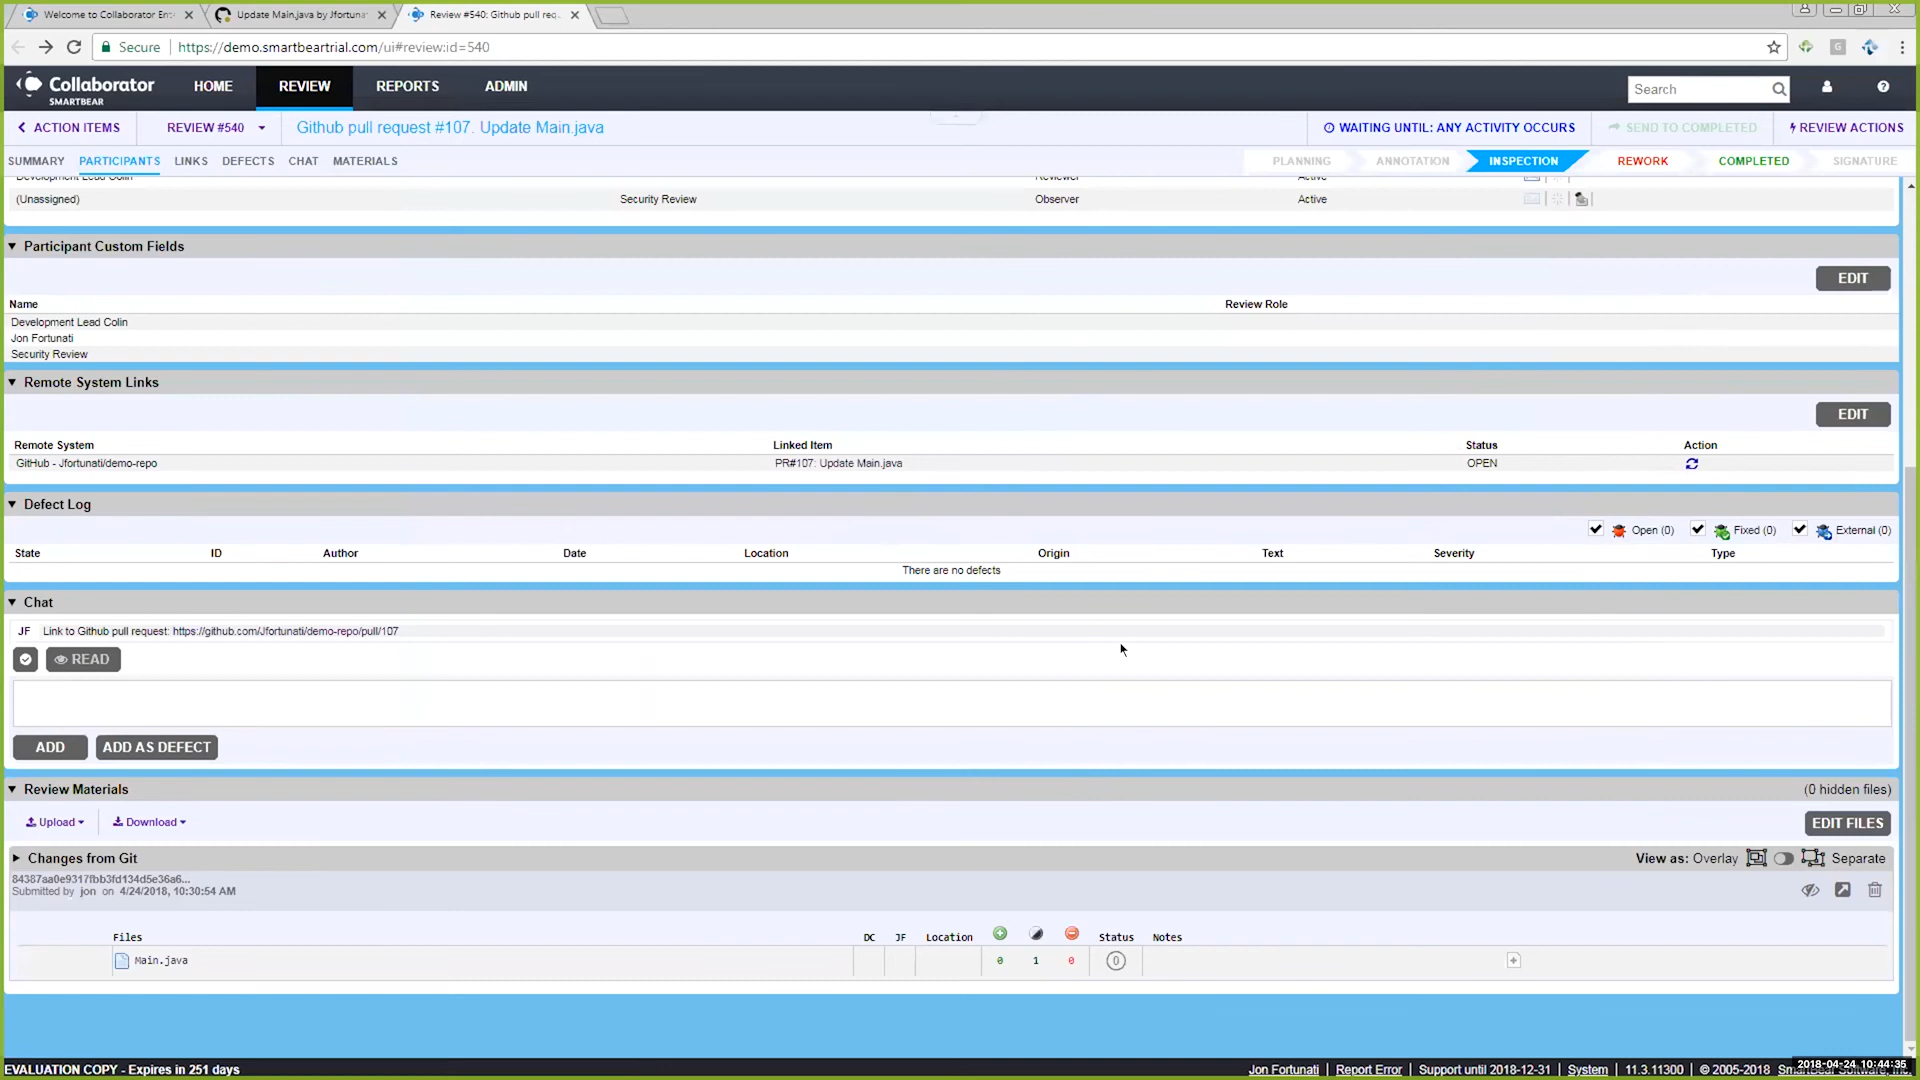 Welcome to Collaborator Ent
Update Main.java by Jfortuna
Review #540: Github pull req
Secure
https://demo.smartbeartrial.com/ui#review:id=540
Collaborator
SMARTBEAR
HOME
REVIEW
REPORTS
ADMIN
Search
ACTION ITEMS
REVIEW #540
Github pull request #107. Update Main.java
WAITING UNTIL: ANY ACTIVITY OCCURS
SEND TO COMPLETED
REVIEW ACTIONS
SUMMARY PARTICIPANTS LINKS DEFECTS CHAT MATERIALS
PLANNING ANNOTATION INSPECTION REWORK COMPLETED SIGNATURE
Development Lead Colin Reviewer Active
(Unassigned) Security Review Observer Active
Participant Custom Fields
EDIT
Name Review Role
Development Lead Colin
Jon Fortunati
Security Review
Remote System Links
EDIT
Remote System Linked Item Status Action
GitHub - Jfortunati/demo-repo PR#107: Update Main.java OPEN
Defect Log
Open (0) Fixed (0) External (0)
State ID Author Date Location Origin Text Severity Type
There are no defects
Chat
JF Link to Github pull request: https://github.com/Jfortunati/demo-repo/pull/107
READ
ADD ADD AS DEFECT
Review Materials (0 hidden files)
Upload Download EDIT FILES
Changes from Git View as: Overlay Separate
84387aa0e9317fbb3fd134d5e36a6...
Submitted by jon on 4/24/2018, 10:30:54 AM
Files DC JF Location Status Notes
Main.java 0 1 0 0
EVALUATION COPY - Expires in 251 days
Jon Fortunati | Report Error | Support until 2018-12-31 | System | 11.3.11300 | © 2005-2018 SmartBear Software, Inc.
2018-04-24 10:44:35